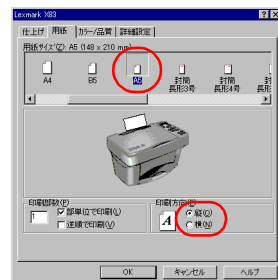 Lexmark X83
仕上げ 用紙 カラー/品質 詳細設定
用紙サイズ(Z): A5 (148 x 210 mm)
A4 B5 A5 封筒 長形3号 封筒 長形4号 封 長形
印刷部数(P)
1
部単位で印刷(L)
逆順で印刷(V)
印刷方向(R)
A
縦(O)
横(N)
OK キャンセル ヘルプ